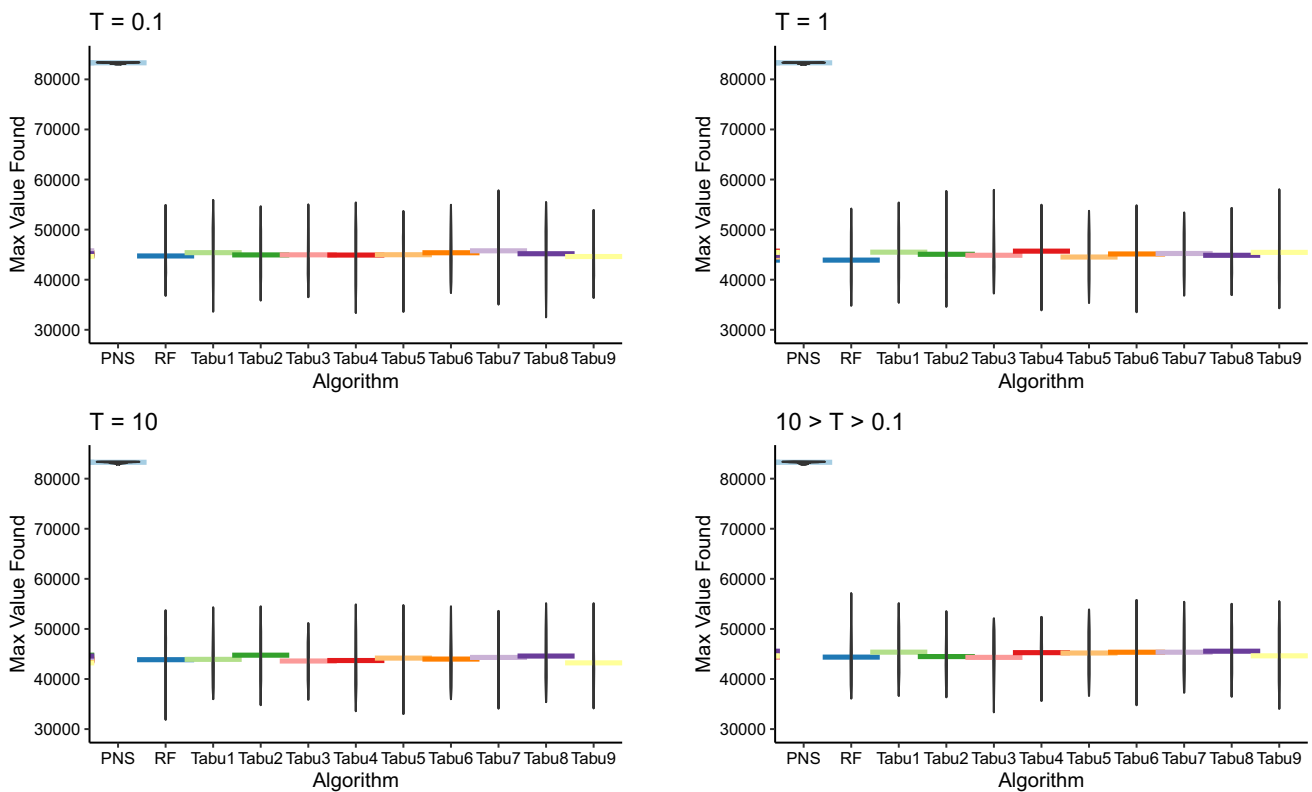 T = 0.1
Max Value Found
80000
70000
60000
50000
40000
30000
PNS RF Tabu1 Tabu2 Tabu3 Tabu4 Tabu5 Tabu6 Tabu7 Tabu8 Tabu9
Algorithm
T = 1
Max Value Found
80000
70000
60000
50000
40000
30000
PNS RF Tabu1 Tabu2 Tabu3 Tabu4 Tabu5 Tabu6 Tabu7 Tabu8 Tabu9
Algorithm
T = 10
Max Value Found
80000
70000
60000
50000
40000
30000
PNS RF Tabu1 Tabu2 Tabu3 Tabu4 Tabu5 Tabu6 Tabu7 Tabu8 Tabu9
Algorithm
10 > T > 0.1
Max Value Found
80000
70000
60000
50000
40000
30000
PNS RF Tabu1 Tabu2 Tabu3 Tabu4 Tabu5 Tabu6 Tabu7 Tabu8 Tabu9
Algorithm